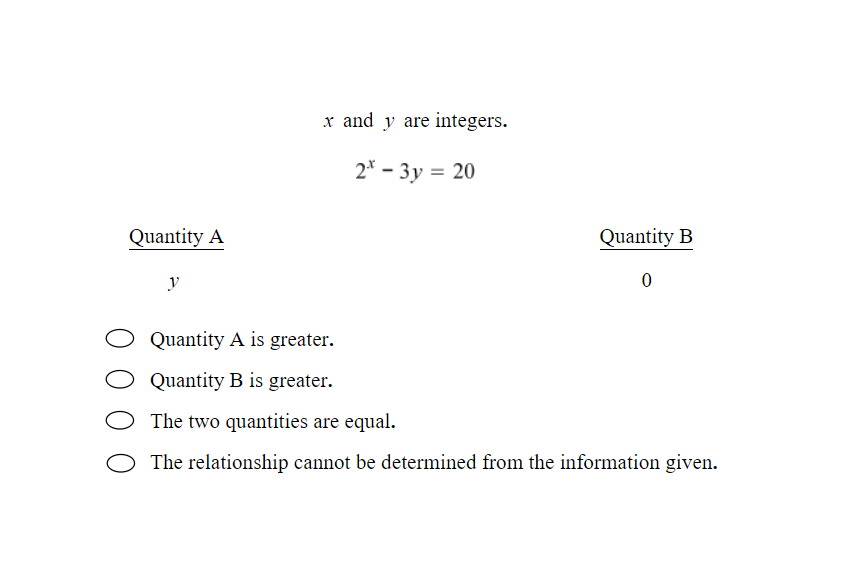 x and y are integers.
2ˣ − 3y = 20
Quantity A
Quantity B
y
0
Quantity A is greater.
Quantity B is greater.
The two quantities are equal.
The relationship cannot be determined from the information given.